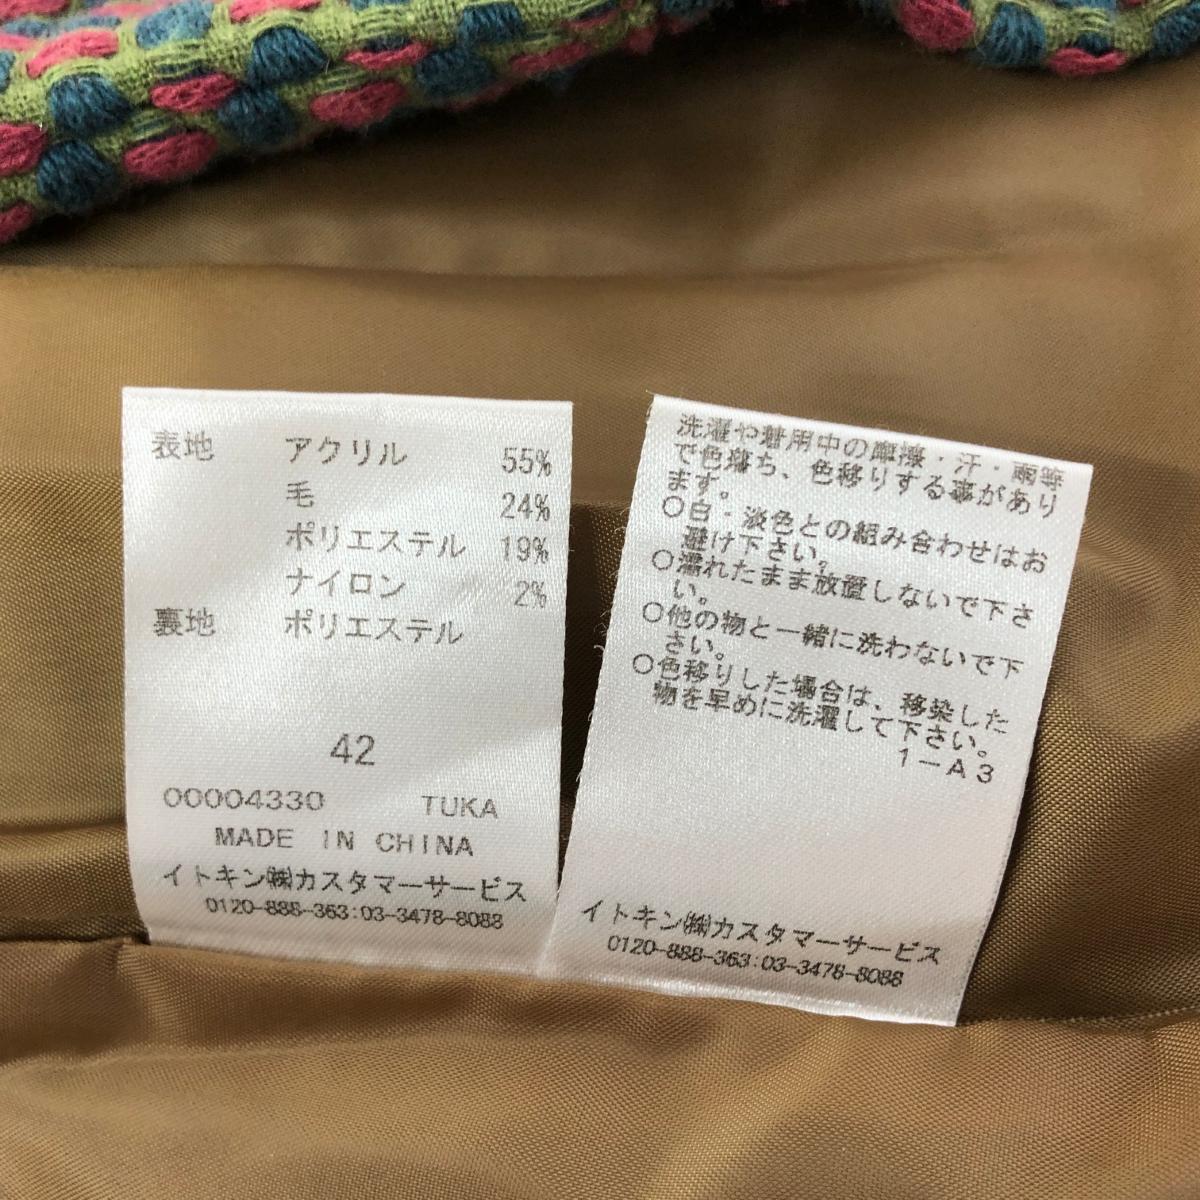 表地 アクリル 55%
毛 24%
ポリエステル 19%
ナイロン 2%
裏地 ポリエステル
42
00004330 TUKA
MADE IN CHINA
イトキン㈱カスタマーサービス
0120-888-363:03-3478-8088
洗濯や着用中の摩擦・汗・雨等
で色落ち、色移りする事があり
ます。
○白・淡色との組み合わせはお
避け下さい。
○濡れたまま放置しないで下さ
い。
○他の物と一緒に洗わないで下
さい。
○色移りした場合は、移染した
物を早めに洗濯して下さい。
1-A3
イトキン㈱カスタマーサービス
0120-888-363:03-3478-8088